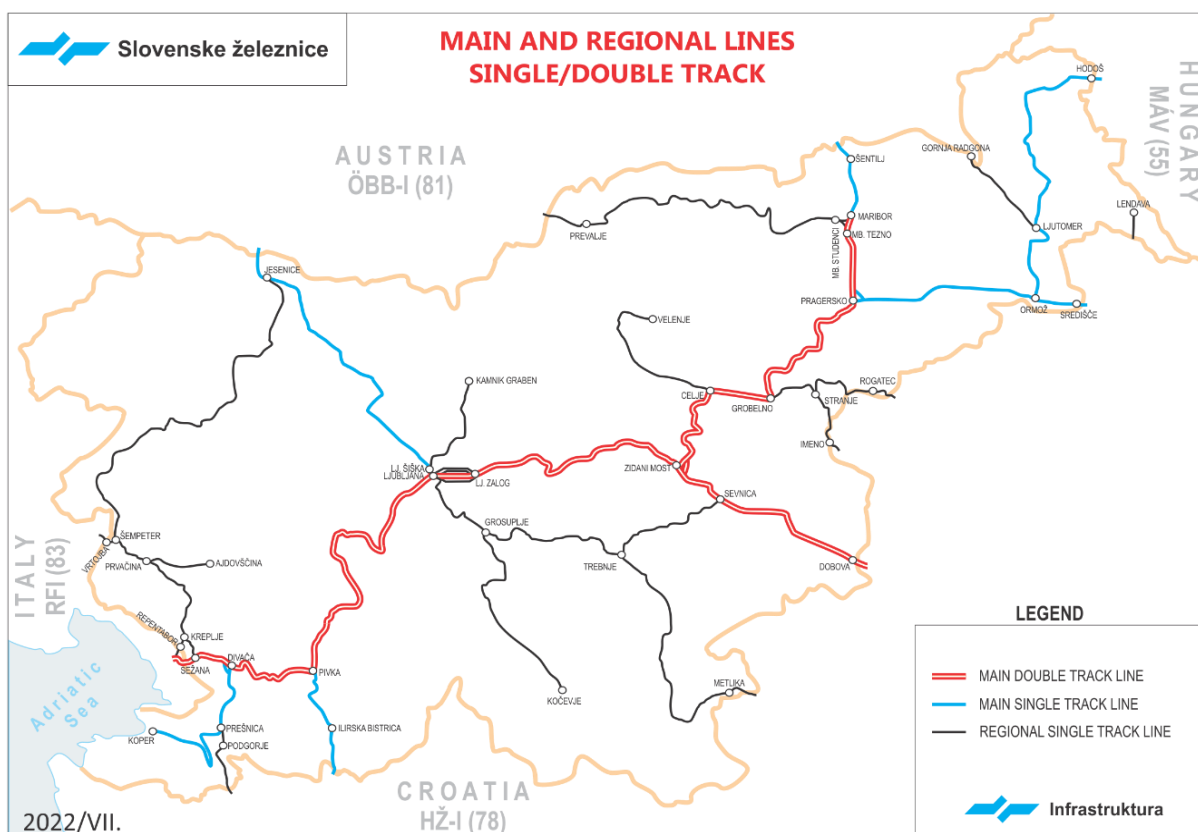 Slovenske železnice
MAIN AND REGIONAL LINES
SINGLE/DOUBLE TRACK
AUSTRIA
ÖBB-I (81)
HUNGARY
MÁV (55)
HODOŠ
GORNJA RADGONA
ŠENTILJ
LENDAVA
MARIBOR
PREVALJE
MB. TEZNO
MB. STUDENCI
LJUTOMER
JESENICE
PRAGERSKO
ORMOŽ
SREDIŠČE
VELENJE
KAMNIK GRABEN
ROGATEC
CELJE
GROBELNO
STRANJE
IMENO
LJ. ŠIŠKA
LJUBLJANA
LJ. ZALOG
ZIDANI MOST
SEVNICA
GROSUPLJE
TREBNJE
DOBOVA
ŠEMPETER
VRTOJBA
PRVAČINA
AJDOVŠČINA
ITALY
RFI (83)
REPENTABOR
KREPLJE
SEŽANA
DIVAČA
PIVKA
METLIKA
KOČEVJE
Adriatic
Sea
KOPER
PREŠNICA
PODGORJE
ILIRSKA BISTRICA
CROATIA
HŽ-I (78)
LEGEND
MAIN DOUBLE TRACK LINE
MAIN SINGLE TRACK LINE
REGIONAL SINGLE TRACK LINE
Infrastruktura
2022/VII.